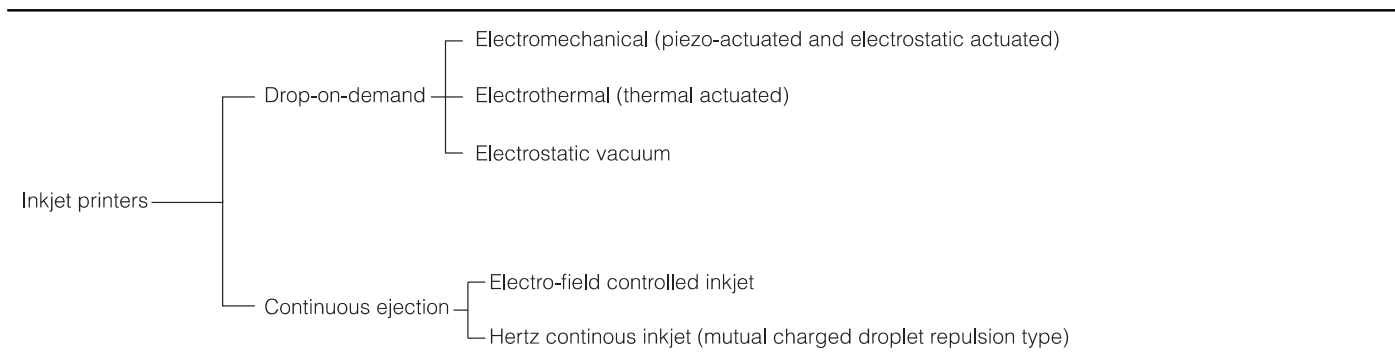 Electromechanical (piezo-actuated and electrostatic actuated)
Drop-on-demand
Electrothermal (thermal actuated)
Electrostatic vacuum
Inkjet printers
Electro-field controlled inkjet
Continuous ejection
Hertz continous inkjet (mutual charged droplet repulsion type)